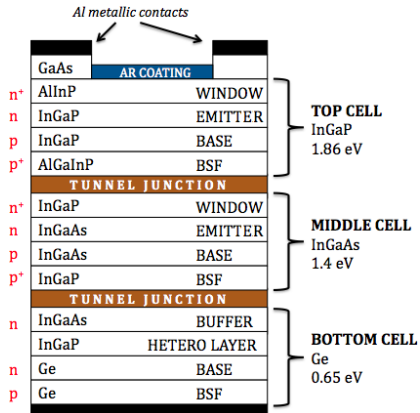 Al metallic contacts
GaAs AR COATING
n⁺ AlInP WINDOW
n InGaP EMITTER
p InGaP BASE
p⁺ AlGaInP BSF
TOP CELL
InGaP
1.86 eV
TUNNEL JUNCTION
n⁺ InGaP WINDOW
n InGaAs EMITTER
p InGaAs BASE
p⁺ InGaP BSF
MIDDLE CELL
InGaAs
1.4 eV
TUNNEL JUNCTION
n InGaAs BUFFER
InGaP HETERO LAYER
n Ge BASE
p Ge BSF
BOTTOM CELL
Ge
0.65 eV